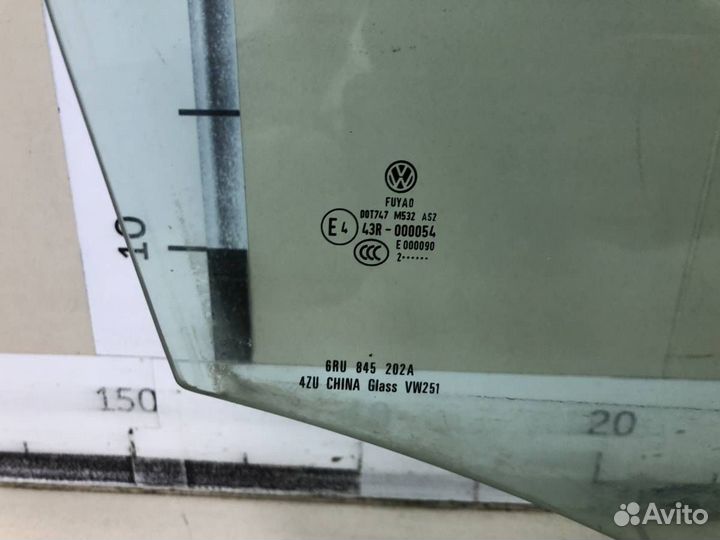 FUYAO
DOT747 M532 AS2
E4 43R-000054
CCC E000090
2······
10
6RU 845 202A
4ZU CHINA Glass VW251
150
20
Avito